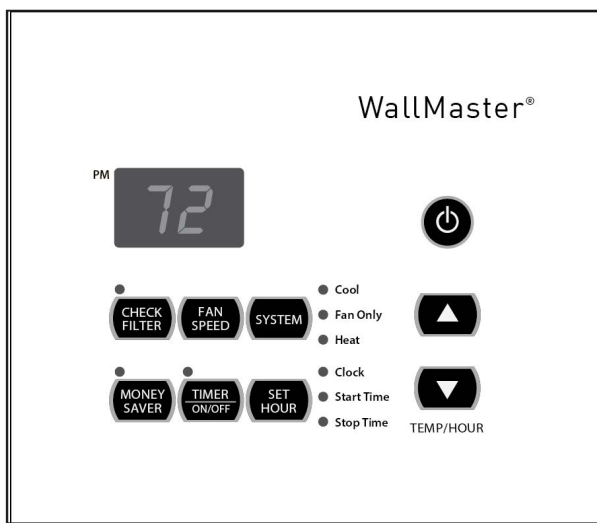 WallMaster®
PM
72
Cool
CHECK
FILTER
FAN
SPEED
SYSTEM
Fan Only
Heat
Clock
MONEY
SAVER
TIMER
ON/OFF
SET
HOUR
Start Time
Stop Time
TEMP/HOUR